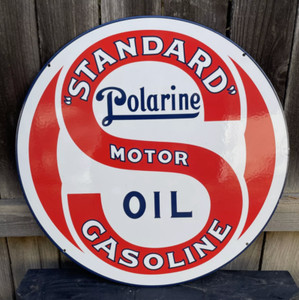 "STANDARD"
Polarine
MOTOR
OIL
GASOLINE